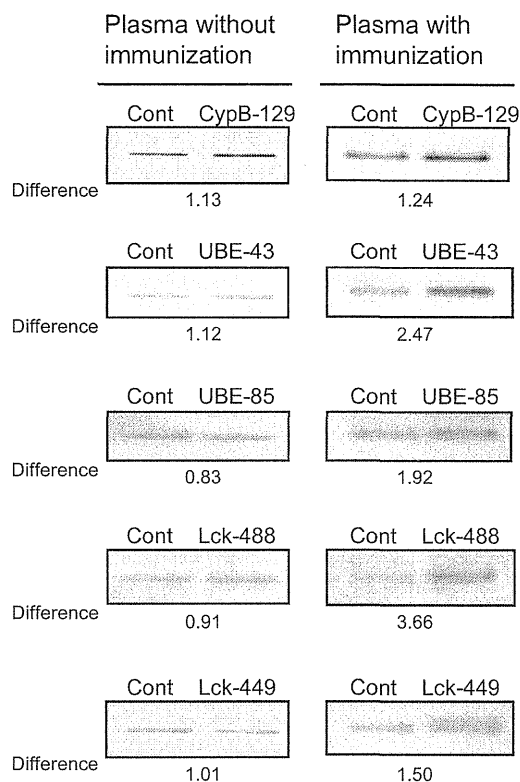 Plasma without immunization
Plasma with immunization
Cont CypB-129
Cont CypB-129
Difference 1.13 1.24
Cont UBE-43
Cont UBE-43
Difference 1.12 2.47
Cont UBE-85
Cont UBE-85
Difference 0.83 1.92
Cont Lck-488
Cont Lck-488
Difference 0.91 3.66
Cont Lck-449
Cont Lck-449
Difference 1.01 1.50